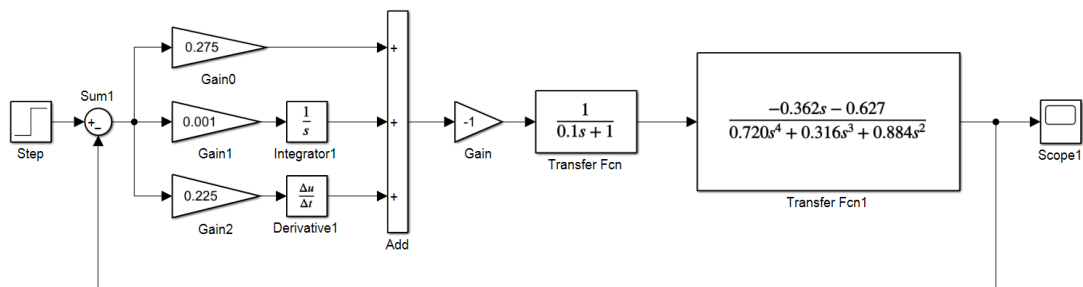 0.275
Gain0
Sum1
+
−
Step
0.001
Gain1
1
s
Integrator1
0.225
Gain2
Δu
Δt
Derivative1
+
+
+
Add
-1
Gain
1
0.1s + 1
Transfer Fcn
−0.362s − 0.627
0.720s⁴ + 0.316s³ + 0.884s²
Transfer Fcn1
Scope1